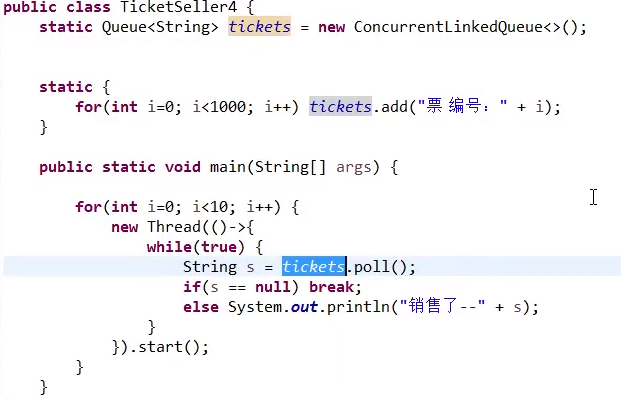 public class TicketSeller4 {
static Queue<String> tickets = new ConcurrentLinkedQueue<>();
static {
for(int i=0; i<1000; i++) tickets.add("票 编号：" + i);
}
public static void main(String[] args) {
for(int i=0; i<10; i++) {
new Thread(()->{
while(true) {
String s = tickets.poll();
if(s == null) break;
else System.out.println("销售了--" + s);
}
}).start();
}
}